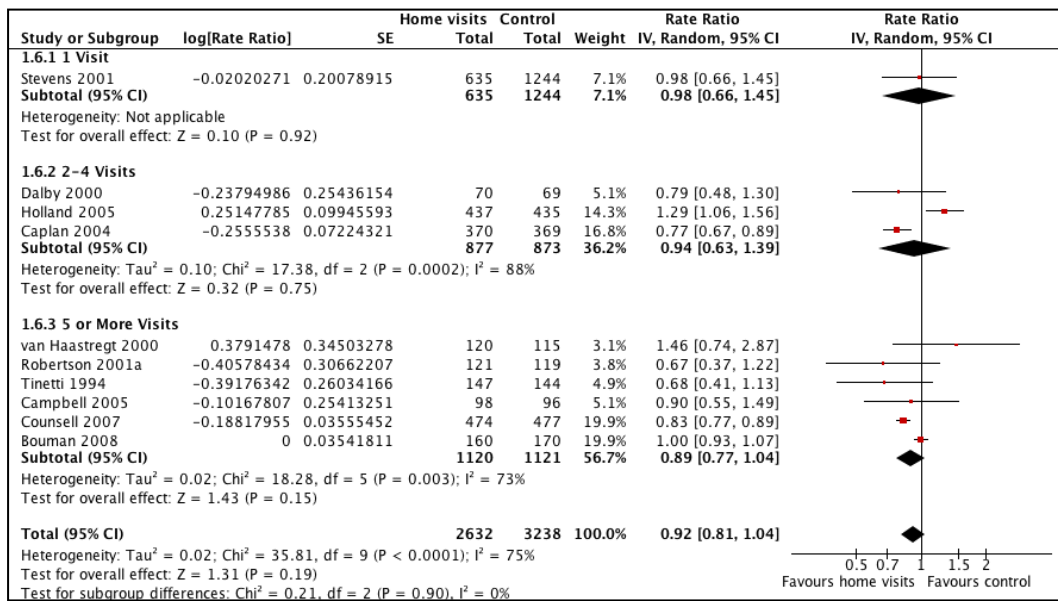 Home visits Control Rate Ratio Rate Ratio
Study or Subgroup log[Rate Ratio] SE Total Total Weight IV, Random, 95% CI IV, Random, 95% CI
1.6.1 1 Visit
Stevens 2001 -0.02020271 0.20078915 635 1244 7.1% 0.98 [0.66, 1.45]
Subtotal (95% CI) 635 1244 7.1% 0.98 [0.66, 1.45]
Heterogeneity: Not applicable
Test for overall effect: Z = 0.10 (P = 0.92)
1.6.2 2-4 Visits
Dalby 2000 -0.23794986 0.25436154 70 69 5.1% 0.79 [0.48, 1.30]
Holland 2005 0.25147785 0.09945593 437 435 14.3% 1.29 [1.06, 1.56]
Caplan 2004 -0.2555538 0.07224321 370 369 16.8% 0.77 [0.67, 0.89]
Subtotal (95% CI) 877 873 36.2% 0.94 [0.63, 1.39]
Heterogeneity: Tau² = 0.10; Chi² = 17.38, df = 2 (P = 0.0002); I² = 88%
Test for overall effect: Z = 0.32 (P = 0.75)
1.6.3 5 or More Visits
van Haastregt 2000 0.3791478 0.34503278 120 115 3.1% 1.46 [0.74, 2.87]
Robertson 2001a -0.40578434 0.30662207 121 119 3.8% 0.67 [0.37, 1.22]
Tinetti 1994 -0.39176342 0.26034166 147 144 4.9% 0.68 [0.41, 1.13]
Campbell 2005 -0.10167807 0.25413251 98 96 5.1% 0.90 [0.55, 1.49]
Counsell 2007 -0.18817955 0.03555452 474 477 19.9% 0.83 [0.77, 0.89]
Bouman 2008 0 0.03541811 160 170 19.9% 1.00 [0.93, 1.07]
Subtotal (95% CI) 1120 1121 56.7% 0.89 [0.77, 1.04]
Heterogeneity: Tau² = 0.02; Chi² = 18.28, df = 5 (P = 0.003); I² = 73%
Test for overall effect: Z = 1.43 (P = 0.15)
Total (95% CI) 2632 3238 100.0% 0.92 [0.81, 1.04]
Heterogeneity: Tau² = 0.02; Chi² = 35.81, df = 9 (P < 0.0001); I² = 75%
Test for overall effect: Z = 1.31 (P = 0.19)
Test for subgroup differences: Chi² = 0.21, df = 2 (P = 0.90), I² = 0%
0.5 0.7 1 1.5 2
Favours home visits Favours control